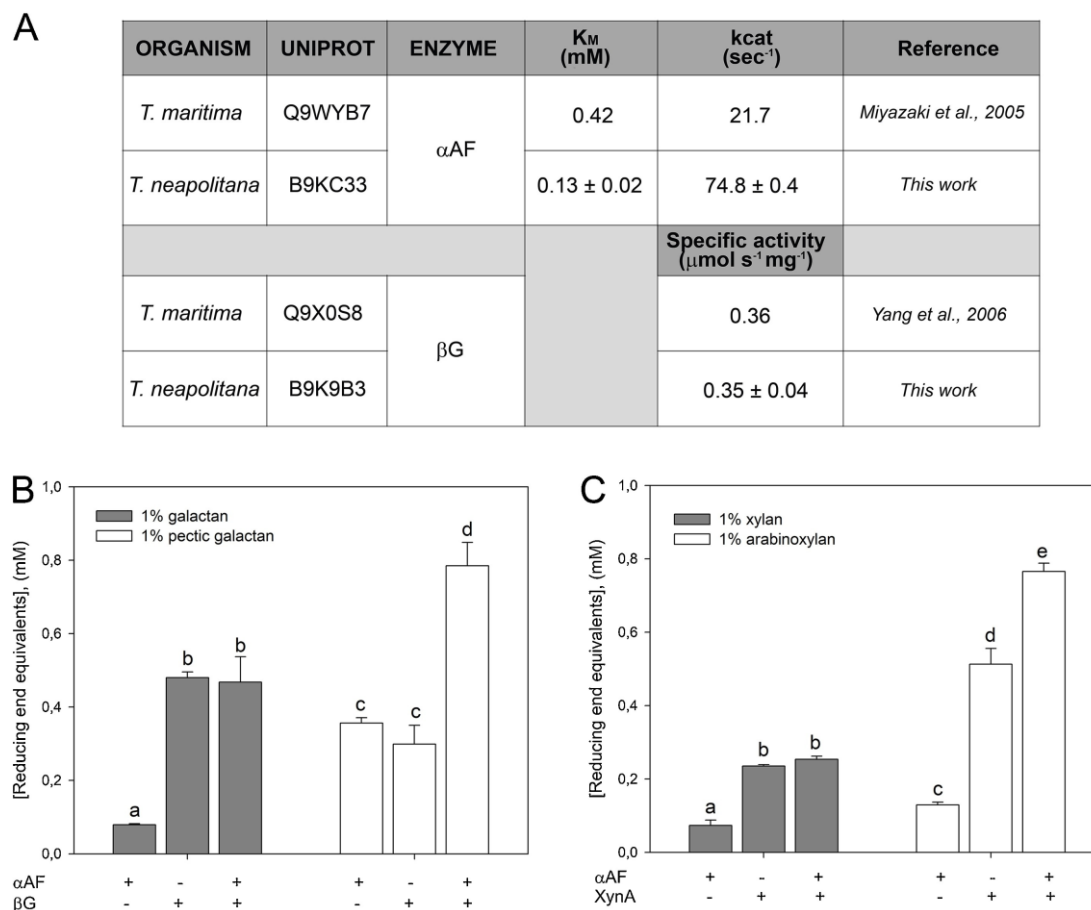 A
ORGANISM UNIPROT ENZYME KM (mM) kcat (sec⁻¹) Reference
T. maritima Q9WYB7 αAF 0.42 21.7 Miyazaki et al., 2005
T. neapolitana B9KC33 0.13 ± 0.02 74.8 ± 0.4 This work
Specific activity
(μmol s⁻¹ mg⁻¹)
T. maritima Q9X0S8 βG 0.36 Yang et al., 2006
T. neapolitana B9K9B3 0.35 ± 0.04 This work
B
[Reducing end equivalents], (mM)
1,0
0,8
0,6
0,4
0,2
0,0
1% galactan
1% pectic galactan
a b b c c d
αAF + - + + - +
βG - + + - + +
C
[Reducing end equivalents], (mM)
1,0
0,8
0,6
0,4
0,2
0,0
1% xylan
1% arabinoxylan
a b b c d e
αAF + - + + - +
XynA - + + - + +